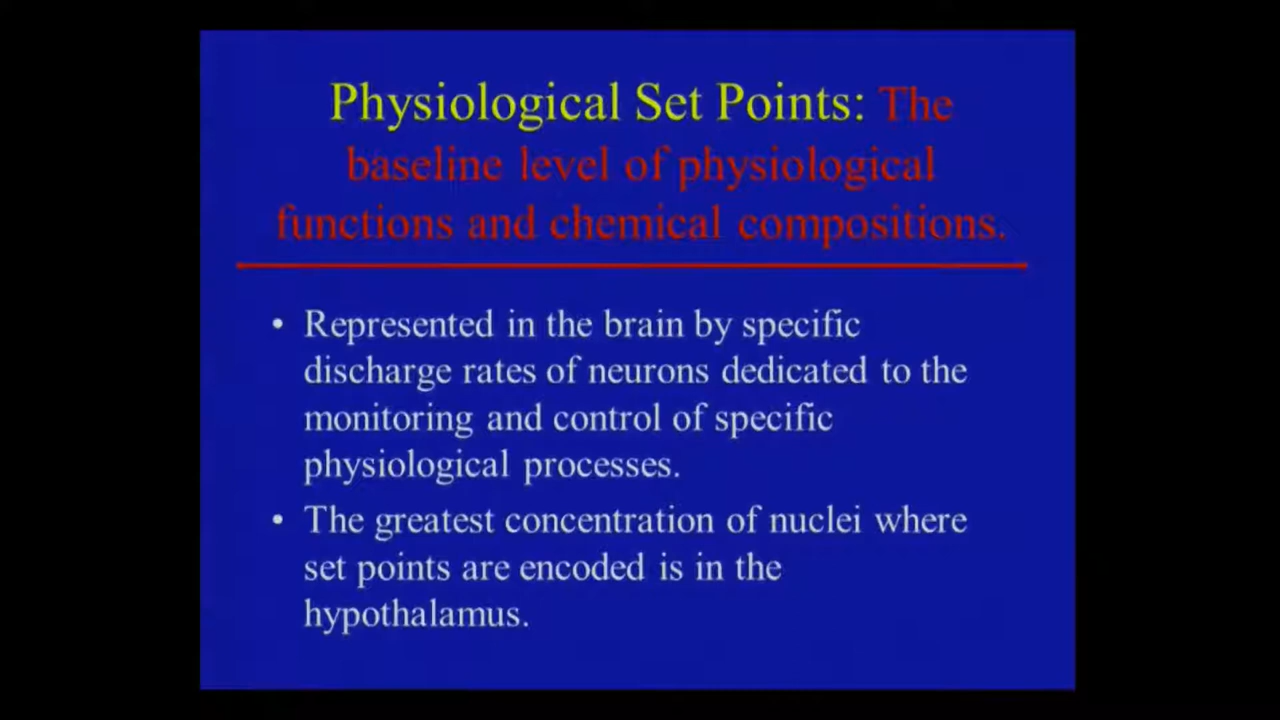 Physiological Set Points: The
baseline level of physiological
functions and chemical compositions.
• Represented in the brain by specific
discharge rates of neurons dedicated to the
monitoring and control of specific
physiological processes.
• The greatest concentration of nuclei where
set points are encoded is in the
hypothalamus.